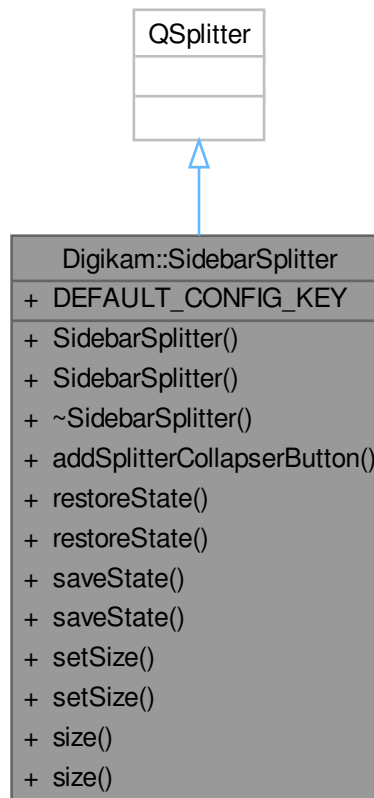 QSplitter
Digikam::SidebarSplitter
+ DEFAULT_CONFIG_KEY
+ SidebarSplitter()
+ SidebarSplitter()
+ ~SidebarSplitter()
+ addSplitterCollapserButton()
+ restoreState()
+ restoreState()
+ saveState()
+ saveState()
+ setSize()
+ setSize()
+ size()
+ size()